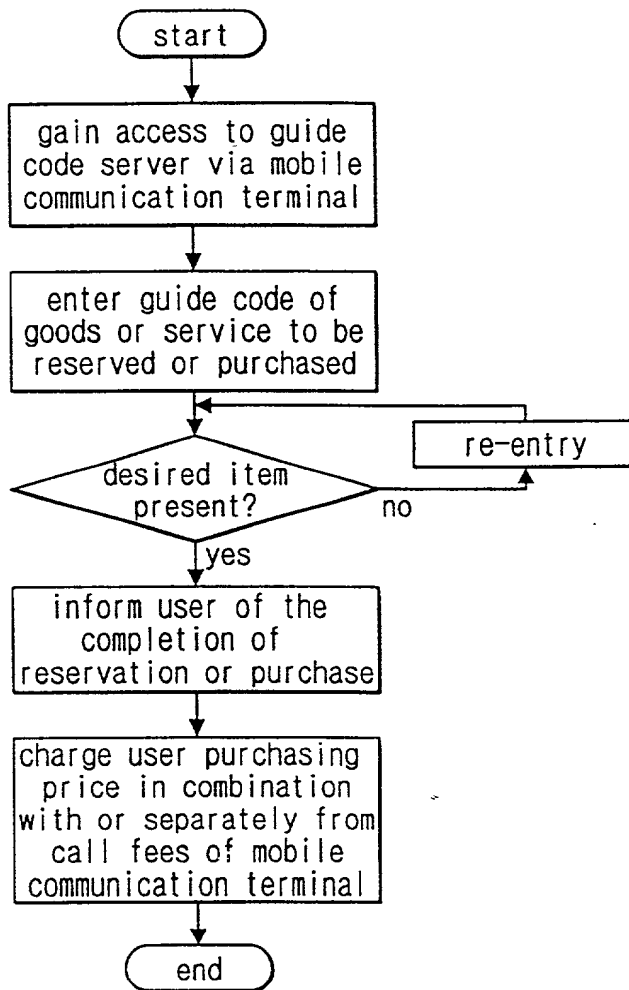 start
gain access to guide
code server via mobile
communication terminal
enter guide code of
goods or service to be
reserved or purchased
re-entry
desired item
present?
no
yes
inform user of the
completion of
reservation or purchase
charge user purchasing
price in combination
with or separately from
call fees of mobile
communication terminal
end